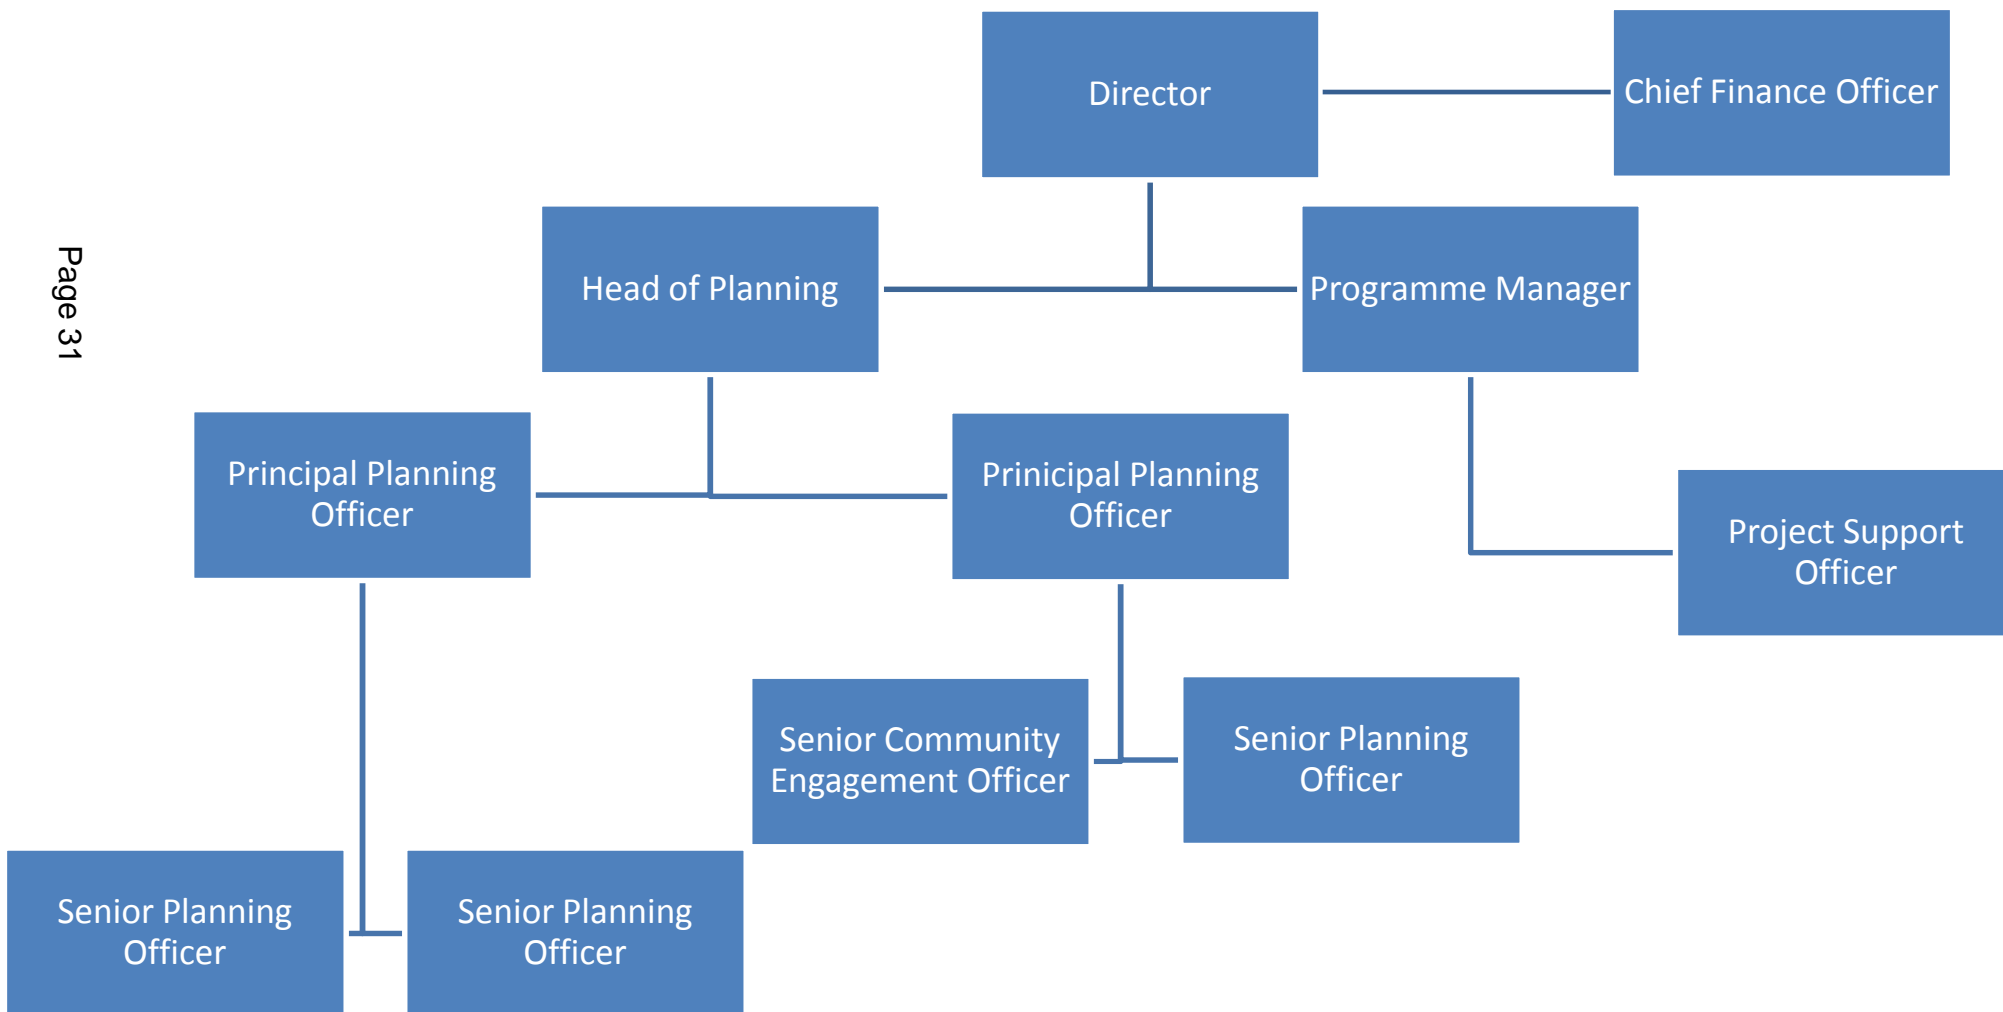 Director
Chief Finance Officer
Head of Planning
Programme Manager
Page 31
Principal Planning
Officer
Prinicipal Planning
Officer
Project Support
Officer
Senior Community
Engagement Officer
Senior Planning
Officer
Senior Planning
Officer
Senior Planning
Officer